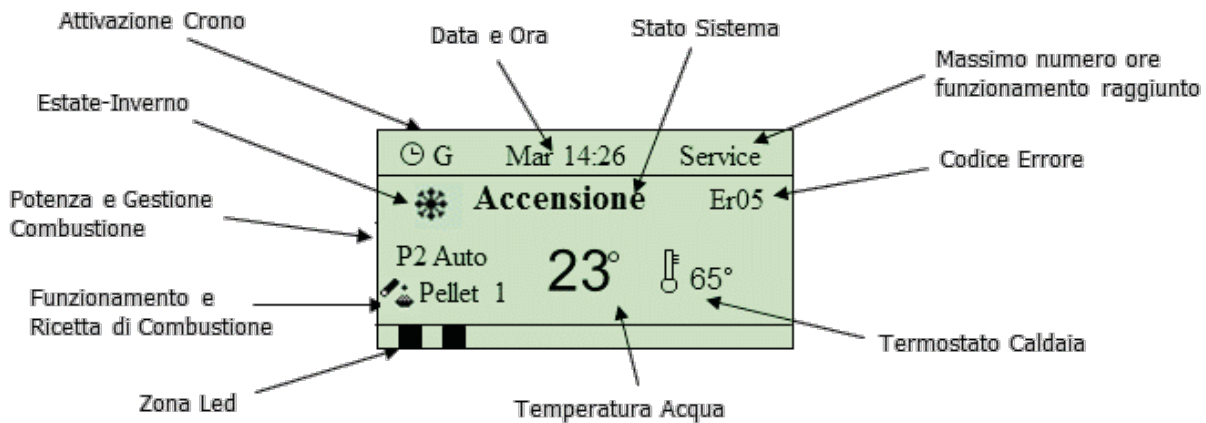 Attivazione Crono
Data e Ora
Stato Sistema
Massimo numero ore
funzionamento raggiunto
Estate-Inverno
Codice Errore
Potenza e Gestione
Combustione
Funzionamento e
Ricetta di Combustione
Zona Led
Temperatura Acqua
Termostato Caldaia
G Mar 14:26 Service
Accensione Er05
P2 Auto
23° 65°
Pellet 1